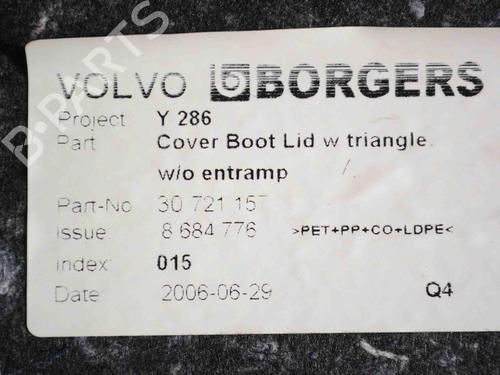 VOLVO BORGERS
Project Y 286
Part Cover Boot Lid w triangle
w/o entramp /
Part-No 30 721 157
Issue 8 684 776 >PET+PP+CO+LDPE<
Index 015
Date 2006-06-29 Q4
B-PARTS